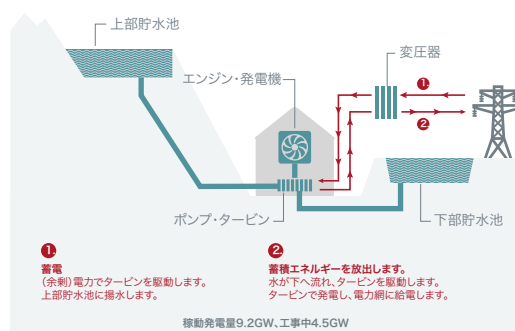 上部貯水池
変圧器
エンジン・発電機
1.
2.
ポンプ・タービン
下部貯水池
1.
蓄電
(余剰)電力でタービンを駆動します。
上部貯水池に揚水します。
2.
蓄積エネルギーを放出します。
水が下へ流れ、タービンを駆動します。
タービンで発電し、電力網に給電します。
稼動発電量9.2GW、工事中4.5GW